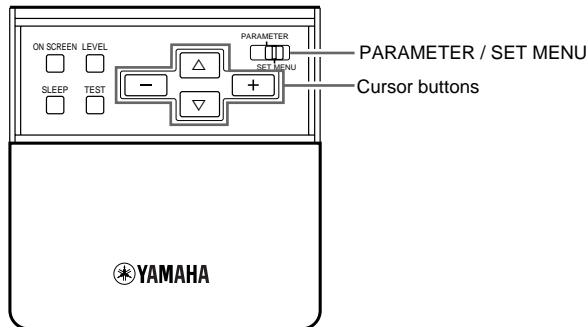 PARAMETER
ON SCREEN LEVEL
SET MENU
SLEEP TEST
PARAMETER / SET MENU
Cursor buttons
YAMAHA